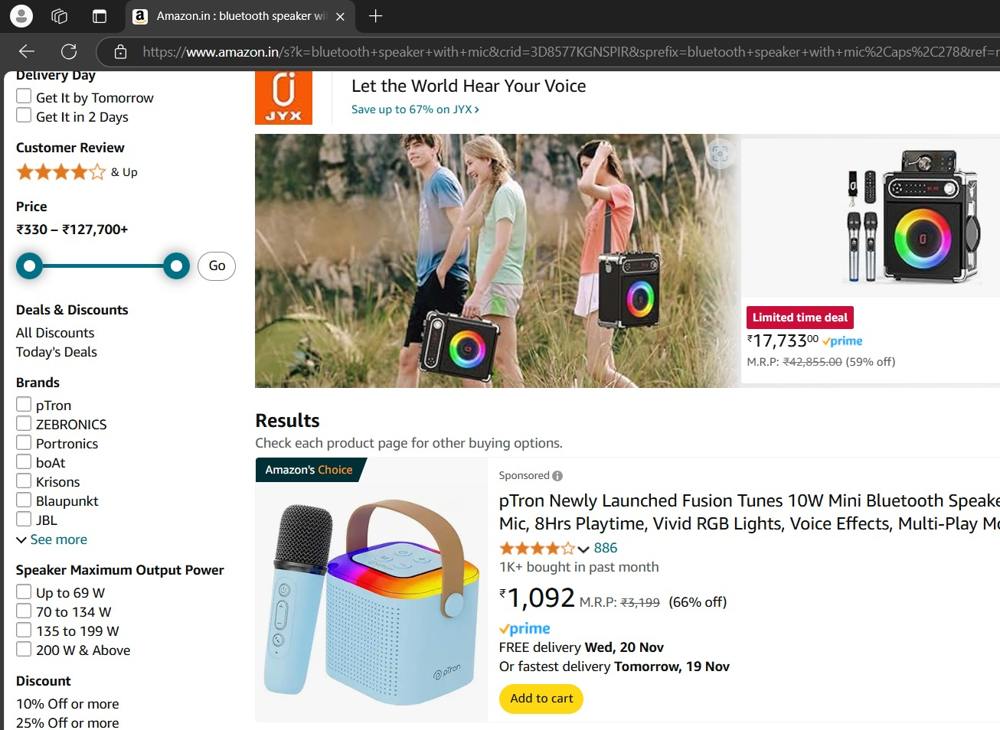 Amazon.in : bluetooth speaker wi
https://www.amazon.in/s?k=bluetooth+speaker+with+mic&crid=3D8577KGNSPIR&sprefix=bluetooth+speaker+with+mic%2Caps%2C278&ref=
Delivery Day
Get It by Tomorrow
Get It in 2 Days
Customer Review
& Up
Price
₹330 – ₹127,700+
Go
Deals & Discounts
All Discounts
Today's Deals
Brands
pTron
ZEBRONICS
Portronics
boAt
Krisons
Blaupunkt
JBL
See more
Speaker Maximum Output Power
Up to 69 W
70 to 134 W
135 to 199 W
200 W & Above
Discount
10% Off or more
25% Off or more
JYX
Let the World Hear Your Voice
Save up to 67% on JYX
Limited time deal
₹17,73300 prime
M.R.P: ₹42,855.00 (59% off)
Results
Check each product page for other buying options.
Amazon's Choice
pTron
Sponsored
pTron Newly Launched Fusion Tunes 10W Mini Bluetooth Speake
Mic, 8Hrs Playtime, Vivid RGB Lights, Voice Effects, Multi-Play Mo
886
1K+ bought in past month
₹1,092 M.R.P: ₹3,199 (66% off)
prime
FREE delivery Wed, 20 Nov
Or fastest delivery Tomorrow, 19 Nov
Add to cart